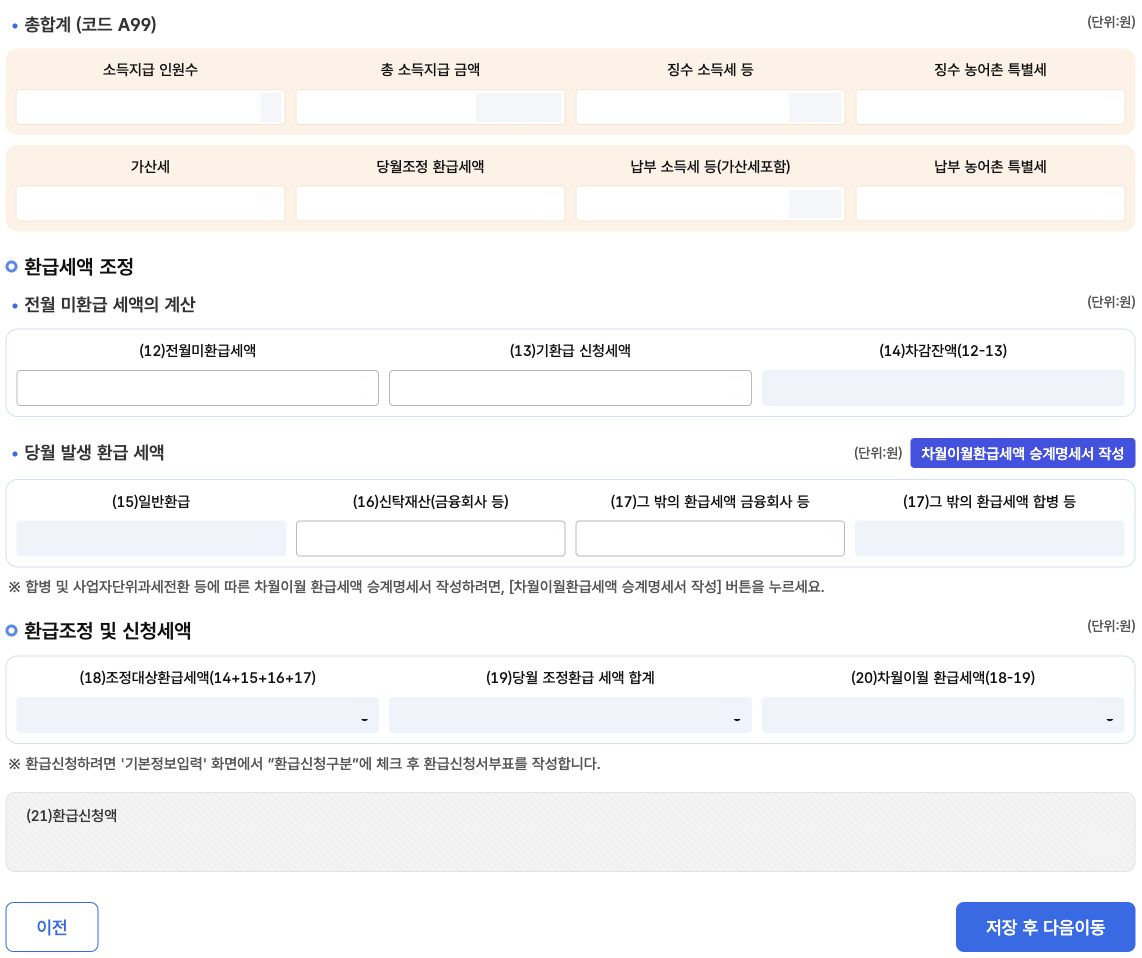 • 총합계 (코드 A99) (단위:원)
소득지급 인원수 총 소득지급 금액 징수 소득세 등 징수 농어촌 특별세
가산세 당월조정 환급세액 납부 소득세 등(가산세포함) 납부 농어촌 특별세
환급세액 조정
• 전월 미환급 세액의 계산 (단위:원)
(12)전월미환급세액 (13)기환급 신청세액 (14)차감잔액(12-13)
• 당월 발생 환급 세액 (단위:원) 차월이월환급세액 승계명세서 작성
(15)일반환급 (16)신탁재산(금융회사 등) (17)그 밖의 환급세액 금융회사 등 (17)그 밖의 환급세액 합병 등
※ 합병 및 사업자단위과세전환 등에 따른 차월이월 환급세액 승계명세서 작성하려면, [차월이월환급세액 승계명세서 작성] 버튼을 누르세요.
환급조정 및 신청세액 (단위:원)
(18)조정대상환급세액(14+15+16+17) (19)당월 조정환급 세액 합계 (20)차월이월 환급세액(18-19)
- - -
※ 환급신청하려면 '기본정보입력' 화면에서 “환급신청구분”에 체크 후 환급신청서부표를 작성합니다.
(21)환급신청액
이전 저장 후 다음이동